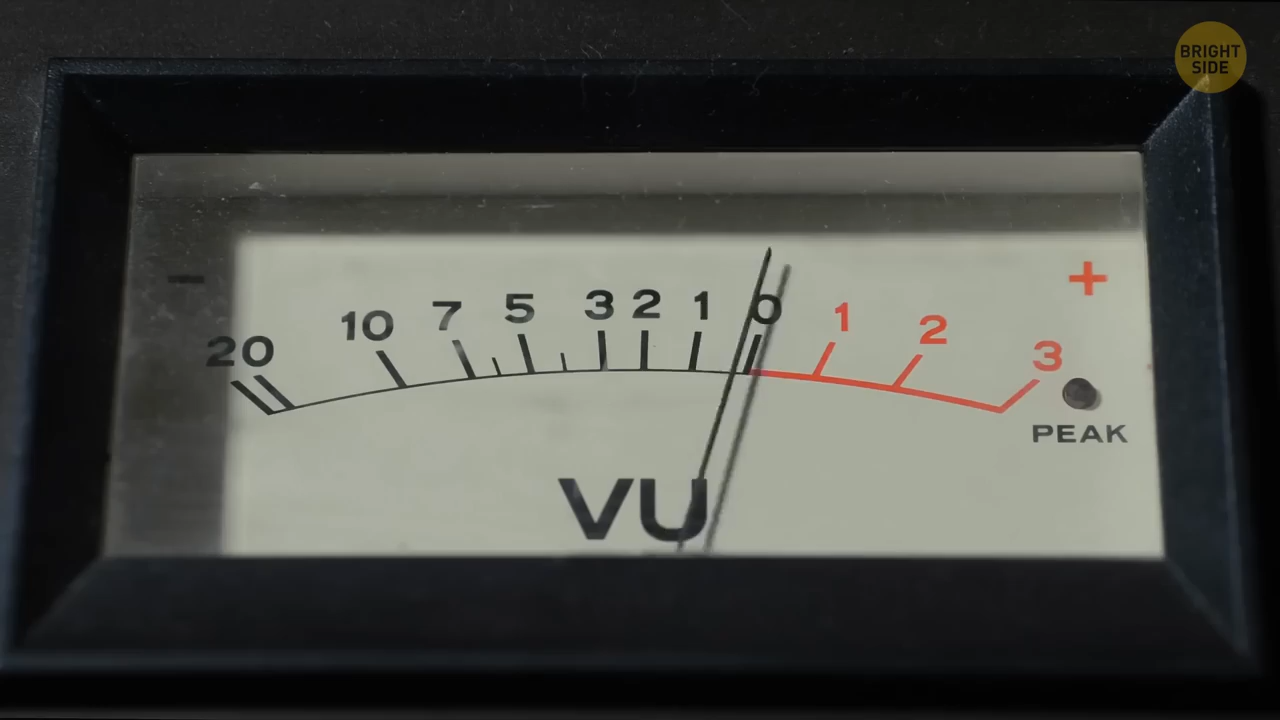 BRIGHT
SIDE
− +
20 10 7 5 3 2 1 0 1 2 3
PEAK
VU